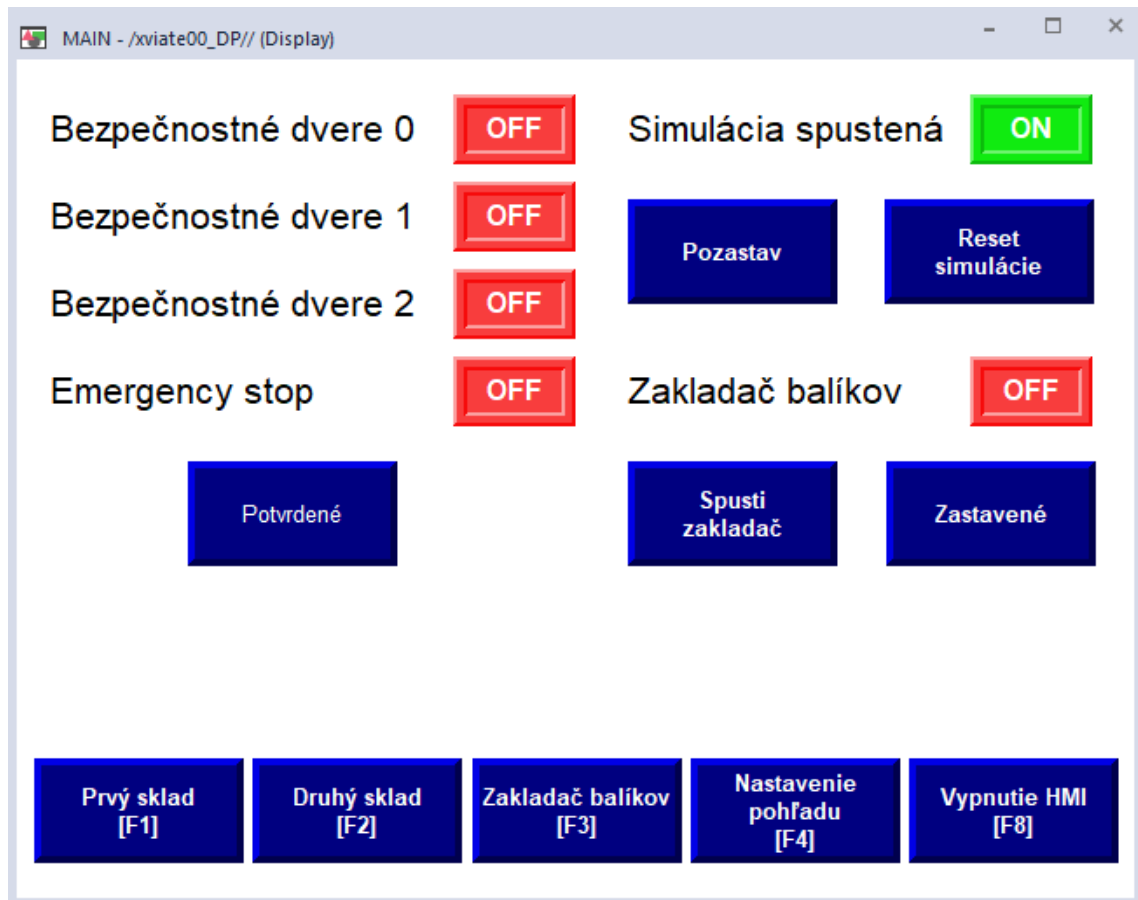 MAIN - /xviate00_DP// (Display)
Bezpečnostné dvere 0 OFF
Simulácia spustená ON
Bezpečnostné dvere 1 OFF
Pozastav
Reset
simulácie
Bezpečnostné dvere 2 OFF
Emergency stop OFF
Zakladač balíkov OFF
Potvrdené
Spusti
zakladač
Zastavené
Prvý sklad
[F1]
Druhý sklad
[F2]
Zakladač balíkov
[F3]
Nastavenie
pohľadu
[F4]
Vypnutie HMI
[F8]